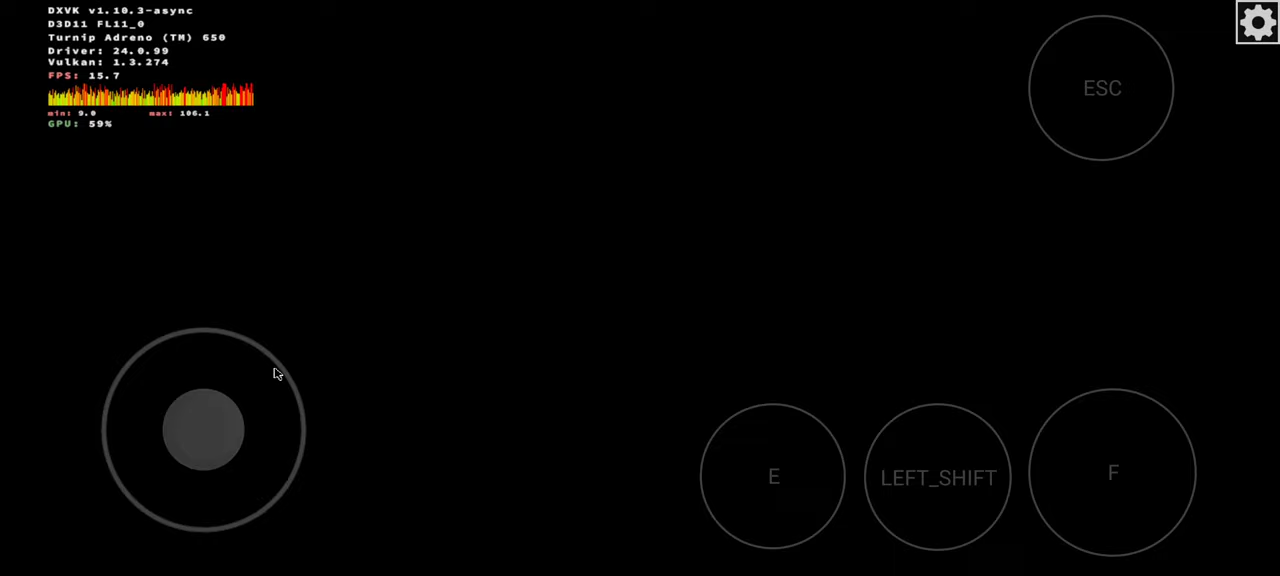 DXVK v1.10.3-async
D3D11 FL11_0
Turnip Adreno (TM) 650
Driver: 24.0.99
Vulkan: 1.3.274
FPS: 15.7
min: 9.0 max: 106.1
GPU: 59%
ESC
E
LEFT_SHIFT
F